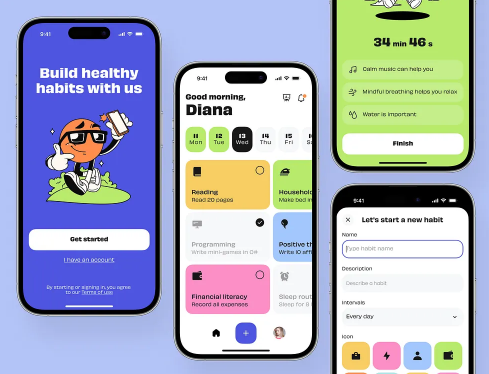 9:41
Build healthy
habits with us
Get started
I have an account
By starting or signing in, you agree
to our Terms of use
9:41
Good morning,
Diana
11 12 13 14 15
Mon Tue Wed Thu Fri
Reading
Read 20 pages
Household
Make bed in
Programming
Write mini-games in C#
Positive th
Write 10 affi
Financial literacy
Record all expenses
Sleep rout
Sleep for 8
34 min 46 s
Calm music can help you
Mindful breathing helps you relax
Water is important
Finish
9:41
Let's start a new habit
Name
Type habit name
Description
Describe a habit
Intervals
Every day
Icon